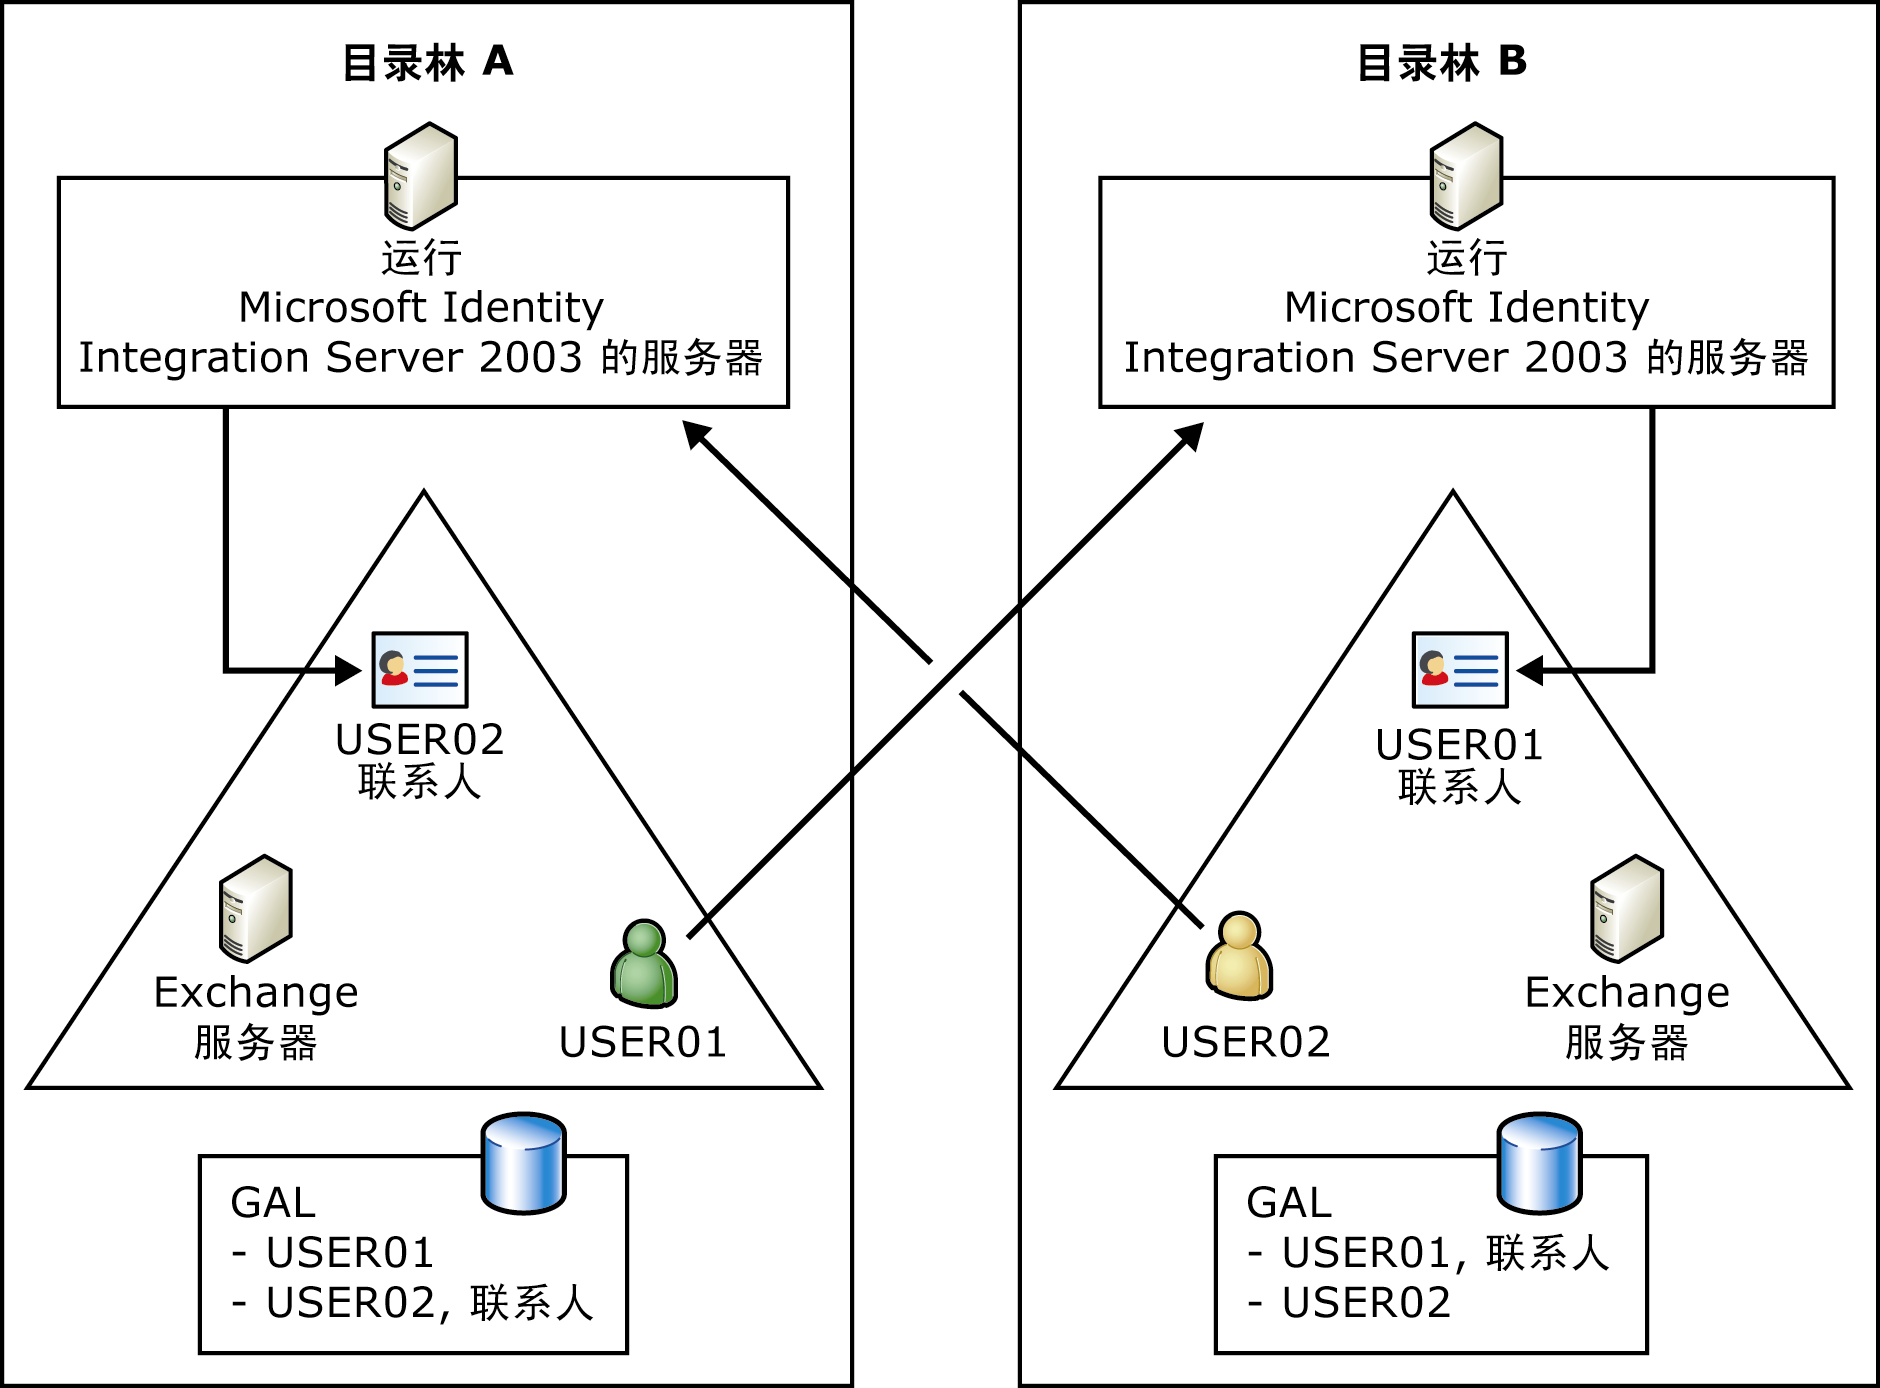 目录林 A
运行
Microsoft Identity
Integration Server 2003 的服务器
USER02
联系人
Exchange
服务器
USER01
GAL
- USER01
- USER02, 联系人
目录林 B
运行
Microsoft Identity
Integration Server 2003 的服务器
USER01
联系人
USER02
Exchange
服务器
GAL
- USER01, 联系人
- USER02